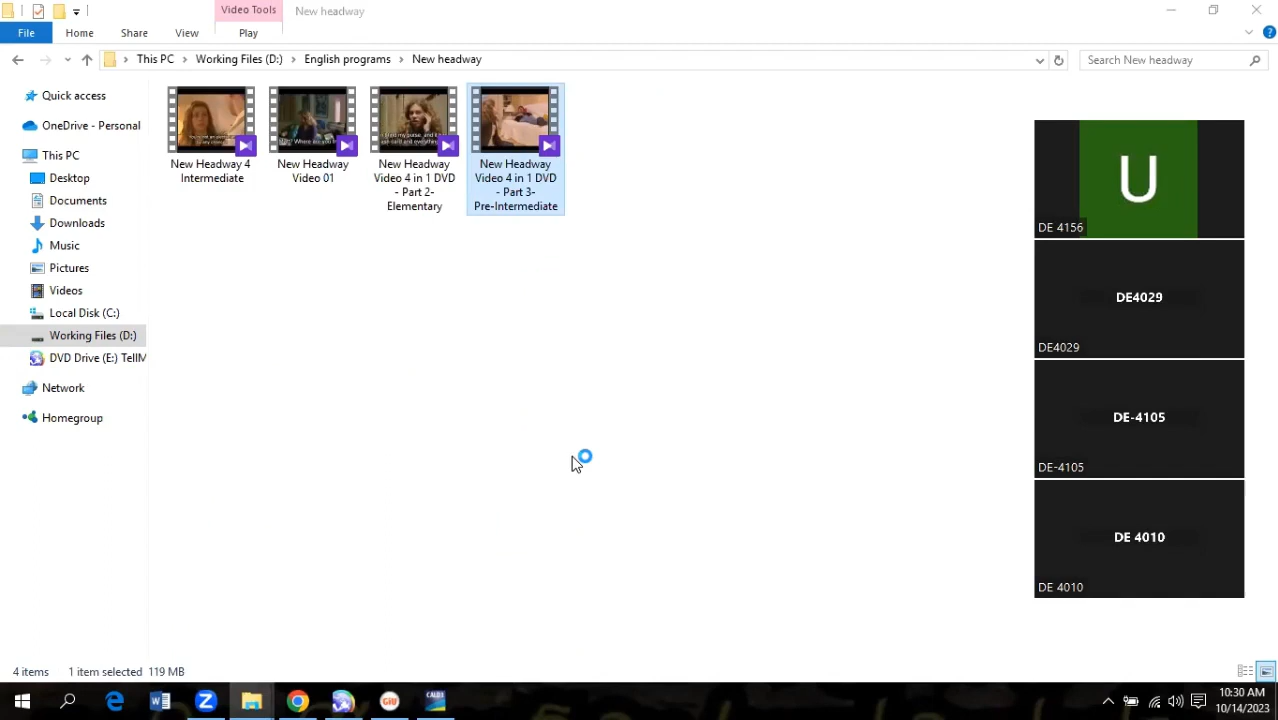 Video Tools
New headway
File
Home
Share
View
Play
This PC
Working Files (D:)
English programs
New headway
Search New headway
Quick access
OneDrive - Personal
This PC
Desktop
Documents
Downloads
Music
Pictures
Videos
Local Disk (C:)
Working Files (D:)
DVD Drive (E:) TellM
Network
Homegroup
New Headway 4
Intermediate
New Headway
Video 01
New Headway
Video 4 in 1 DVD
- Part 2-
Elementary
New Headway
Video 4 in 1 DVD
- Part 3-
Pre-Intermediate
U
DE 4156
DE4029
DE4029
DE-4105
DE-4105
DE 4010
DE 4010
4 items
1 item selected 119 MB
GIU
CALD3
10:30 AM
10/14/2023